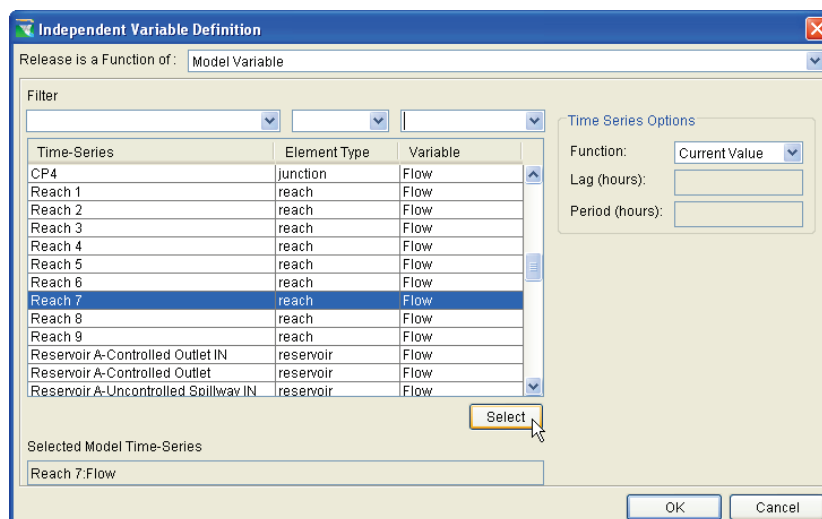 Independent Variable Definition
Release is a Function of: Model Variable
Filter
Time-Series Element Type Variable
CP4 junction Flow
Reach 1 reach Flow
Reach 2 reach Flow
Reach 3 reach Flow
Reach 4 reach Flow
Reach 5 reach Flow
Reach 6 reach Flow
Reach 7 reach Flow
Reach 8 reach Flow
Reach 9 reach Flow
Reservoir A-Controlled Outlet IN reservoir Flow
Reservoir A-Controlled Outlet reservoir Flow
Reservoir A-Uncontrolled Spillway IN reservoir Flow
Select
Selected Model Time-Series
Reach 7:Flow
Time Series Options
Function: Current Value
Lag (hours):
Period (hours):
OK Cancel